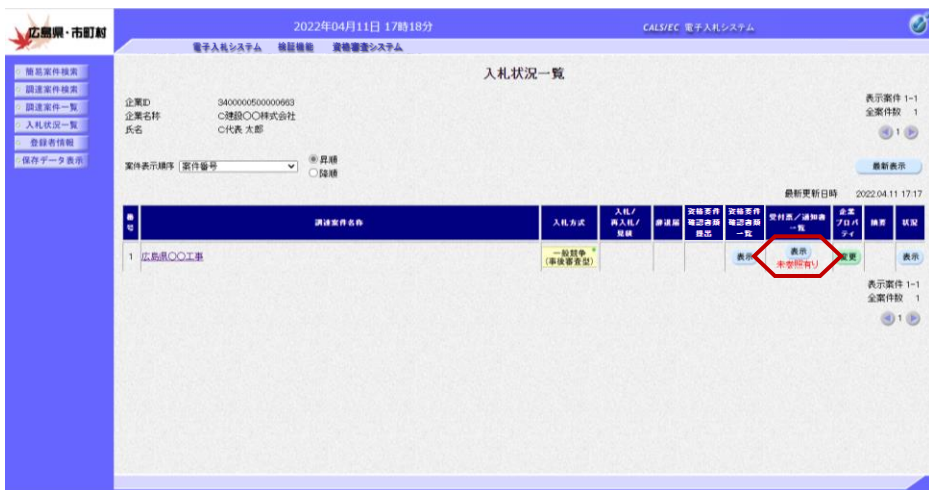 広島県・市町村
2022年04月11日 17時18分
CALS/EC 電子入札システム
電子入札システム 検証機能 資格審査システム
簡易案件検索
調達案件検索
調達案件一覧
入札状況一覧
登録者情報
保存データ表示
入札状況一覧
企業ID 3400000500000663
企業名称 C建設〇〇株式会社
氏名 C代表 太郎
表示案件 1-1
全案件数 1
1
案件表示順序 案件番号
昇順
降順
最新表示
最新更新日時 2022.04.11 17:17
番号 調達案件名称 入札方式 入札/再入札/見積 辞退届 資格要件確認書類提出 資格要件確認書類一覧 受付票/通知書一覧 企業プロパティ 摘要 状況
1 広島県〇〇工事 一般競争(事後審査型) 表示 表示 未参照有り 変更 表示
表示案件 1-1
全案件数 1
1